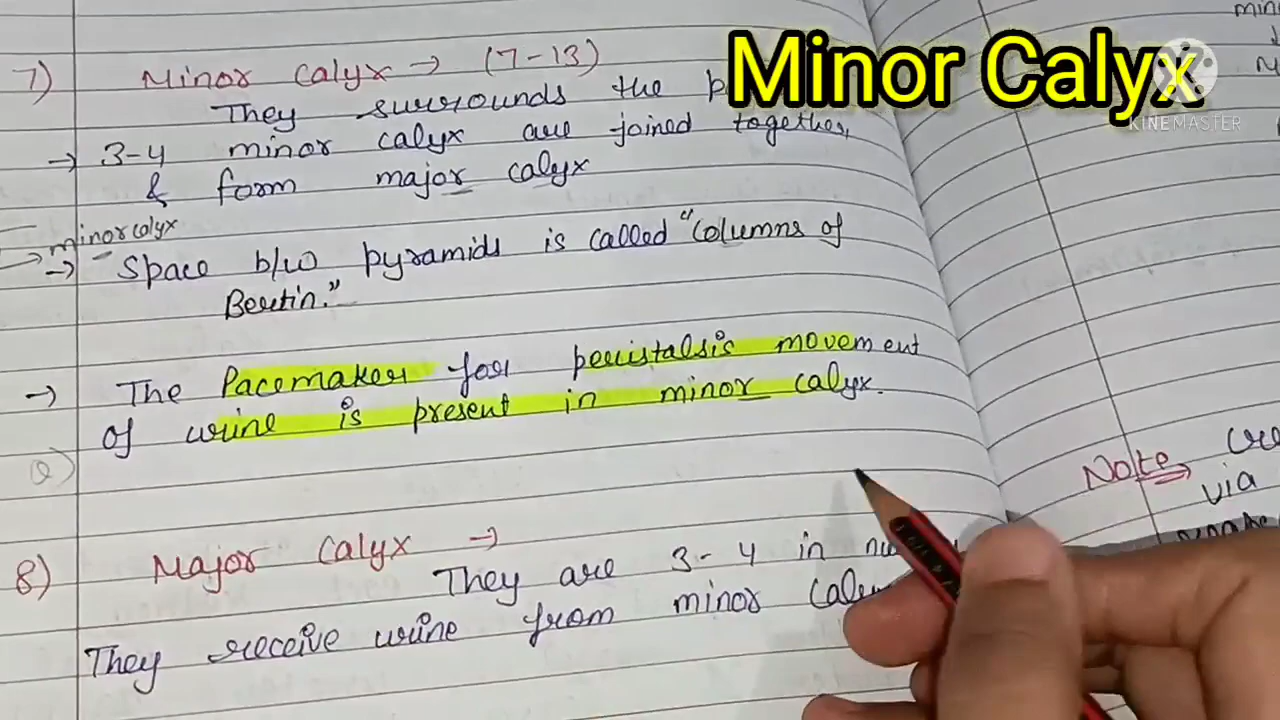 Minor Calyx
KINEMASTER
7) Minor Calyx → (7-13)
They surrounds the
→ 3-4 minor calyx are joined together,
& form major calyx
→ minor calyx
→ Space b/w pyramids is called "Columns of
Bertin."
→ The Pacemaker for peristalsis movement
of urine is present in minor calyx.
Q)
8) Major Calyx →
They are 3-4 in
They receive urine from minor
Note
via